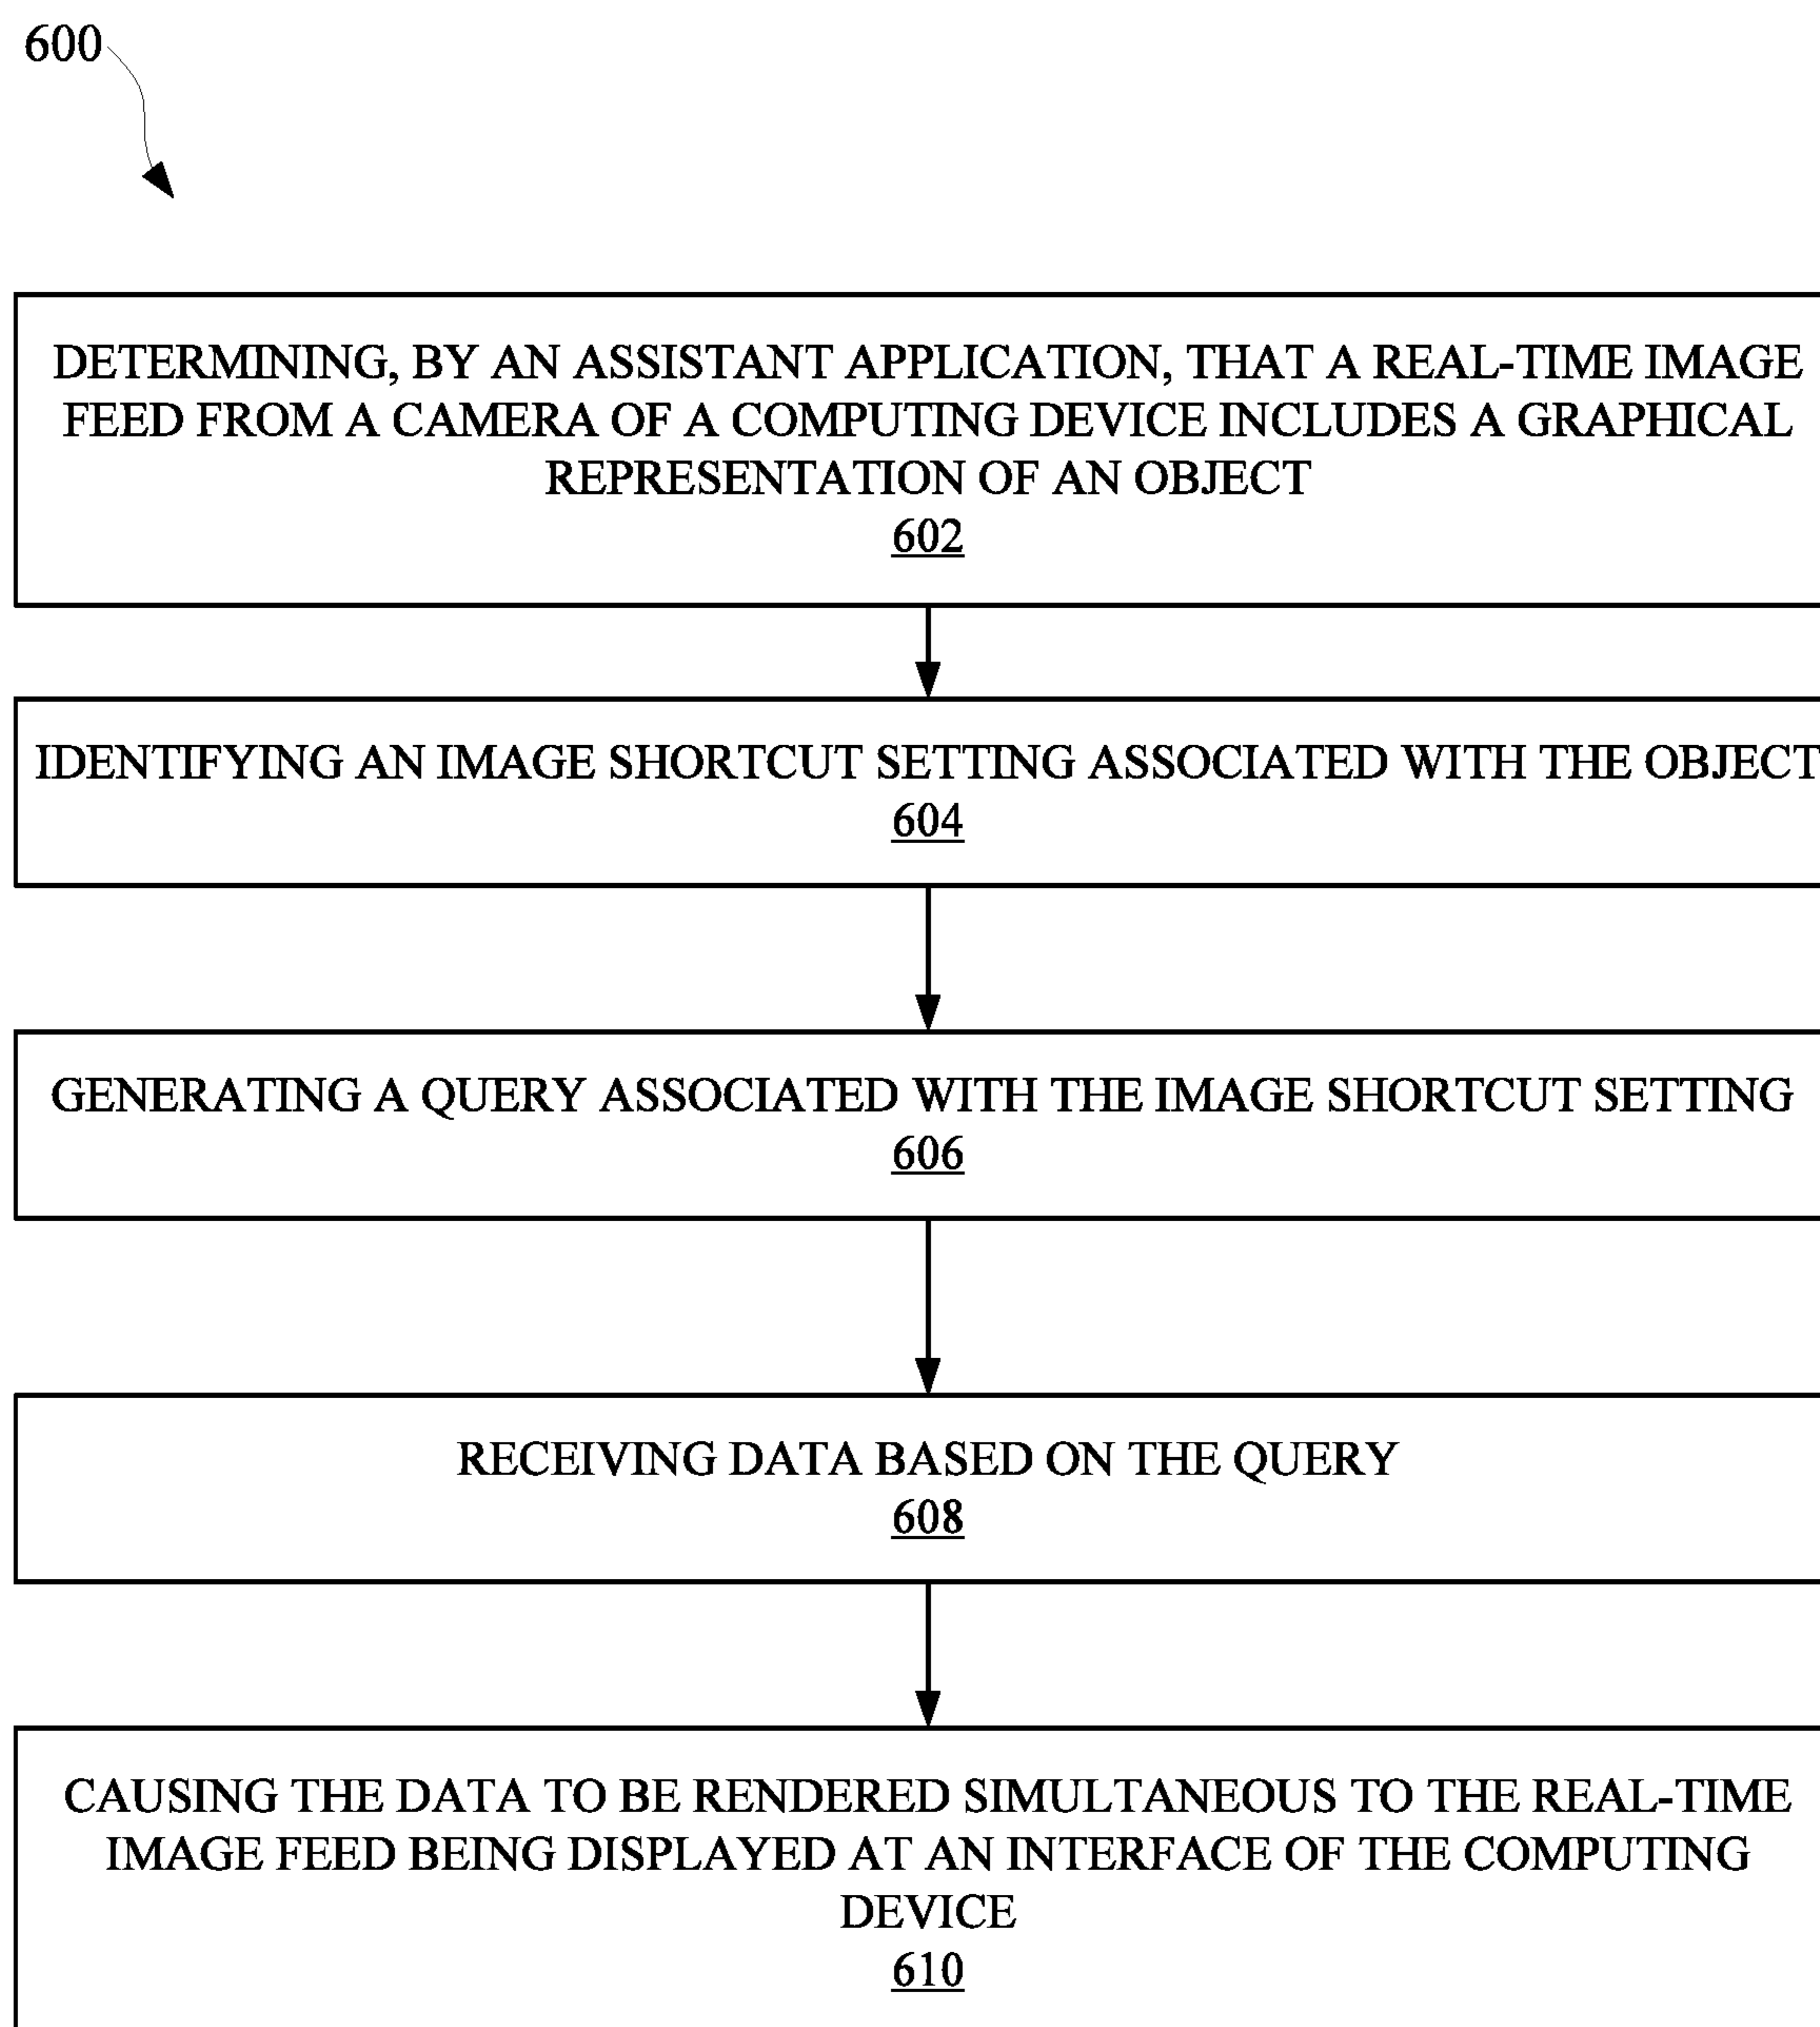 600
DETERMINING, BY AN ASSISTANT APPLICATION, THAT A REAL-TIME IMAGE
FEED FROM A CAMERA OF A COMPUTING DEVICE INCLUDES A GRAPHICAL
REPRESENTATION OF AN OBJECT
602
IDENTIFYING AN IMAGE SHORTCUT SETTING ASSOCIATED WITH THE OBJECT
604
GENERATING A QUERY ASSOCIATED WITH THE IMAGE SHORTCUT SETTING
606
RECEIVING DATA BASED ON THE QUERY
608
CAUSING THE DATA TO BE RENDERED SIMULTANEOUS TO THE REAL-TIME
IMAGE FEED BEING DISPLAYED AT AN INTERFACE OF THE COMPUTING
DEVICE
610